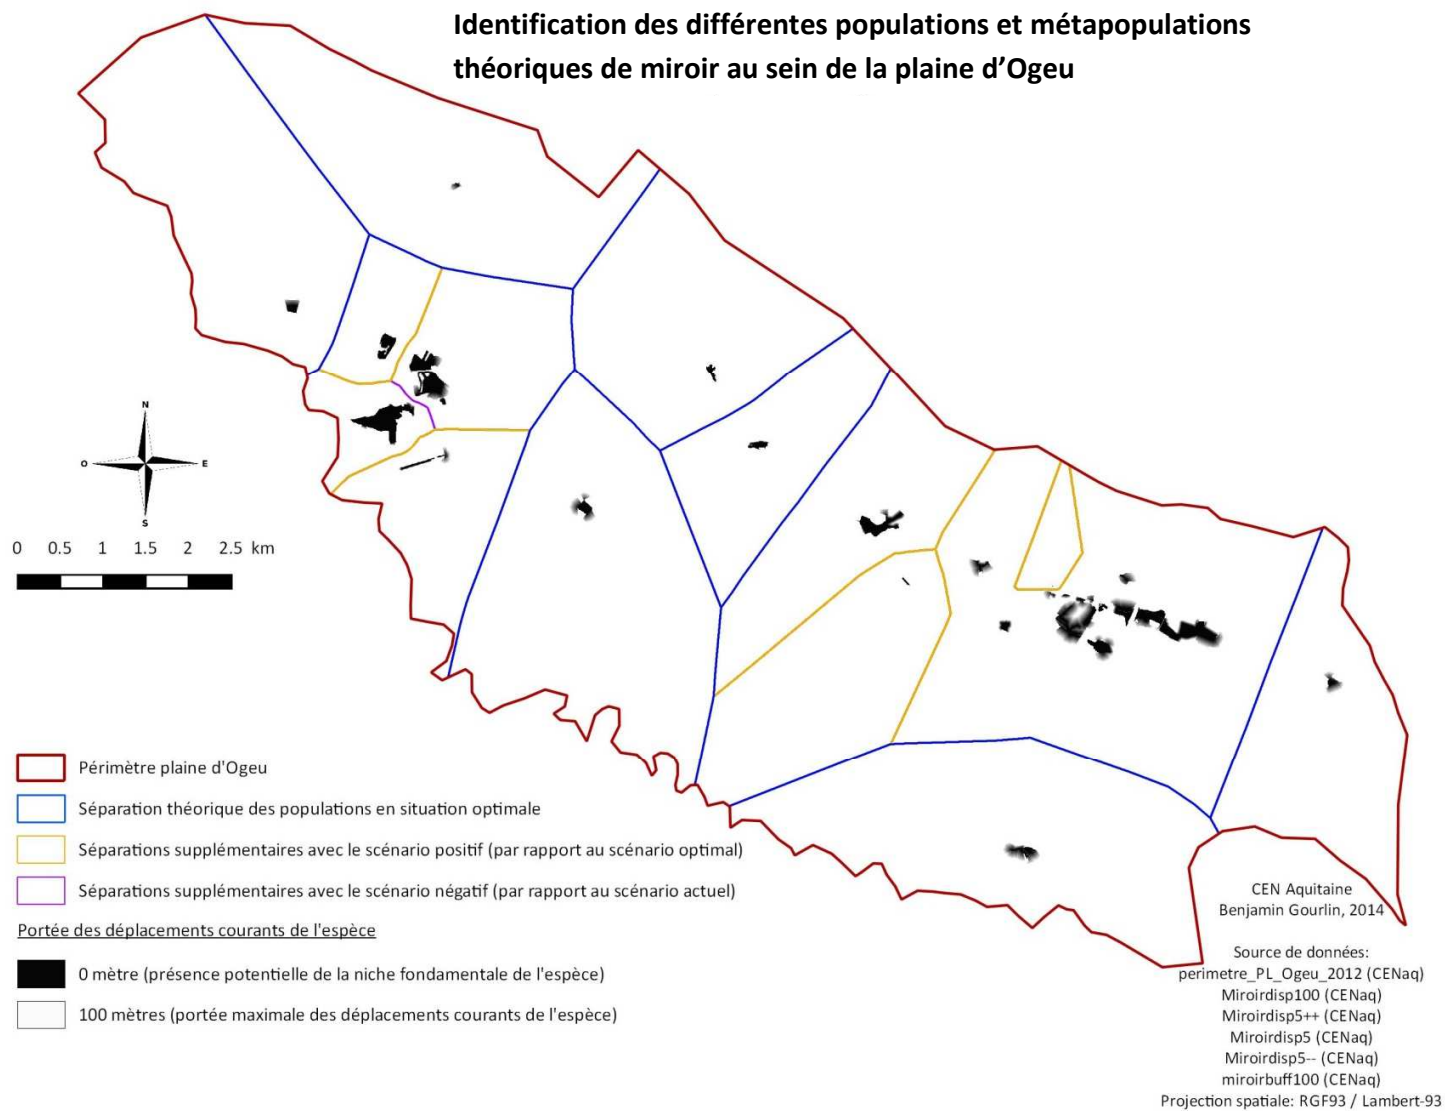 Identification des différentes populations et métapopulations
théoriques de miroir au sein de la plaine d'Ogeu
N
O
E
S
0 0.5 1 1.5 2 2.5 km
Périmètre plaine d'Ogeu
Séparation théorique des populations en situation optimale
Séparations supplémentaires avec le scénario positif (par rapport au scénario optimal)
Séparations supplémentaires avec le scénario négatif (par rapport au scénario actuel)
Portée des déplacements courants de l'espèce
0 mètre (présence potentielle de la niche fondamentale de l'espèce)
100 mètres (portée maximale des déplacements courants de l'espèce)
CEN Aquitaine
Benjamin Gourlin, 2014
Source de données:
perimetre_PL_Ogeu_2012 (CENaq)
Miroirdisp100 (CENaq)
Miroirdisp5++ (CENaq)
Miroirdisp5 (CENaq)
Miroirdisp5-- (CENaq)
miroirbuff100 (CENaq)
Projection spatiale: RGF93 / Lambert-93